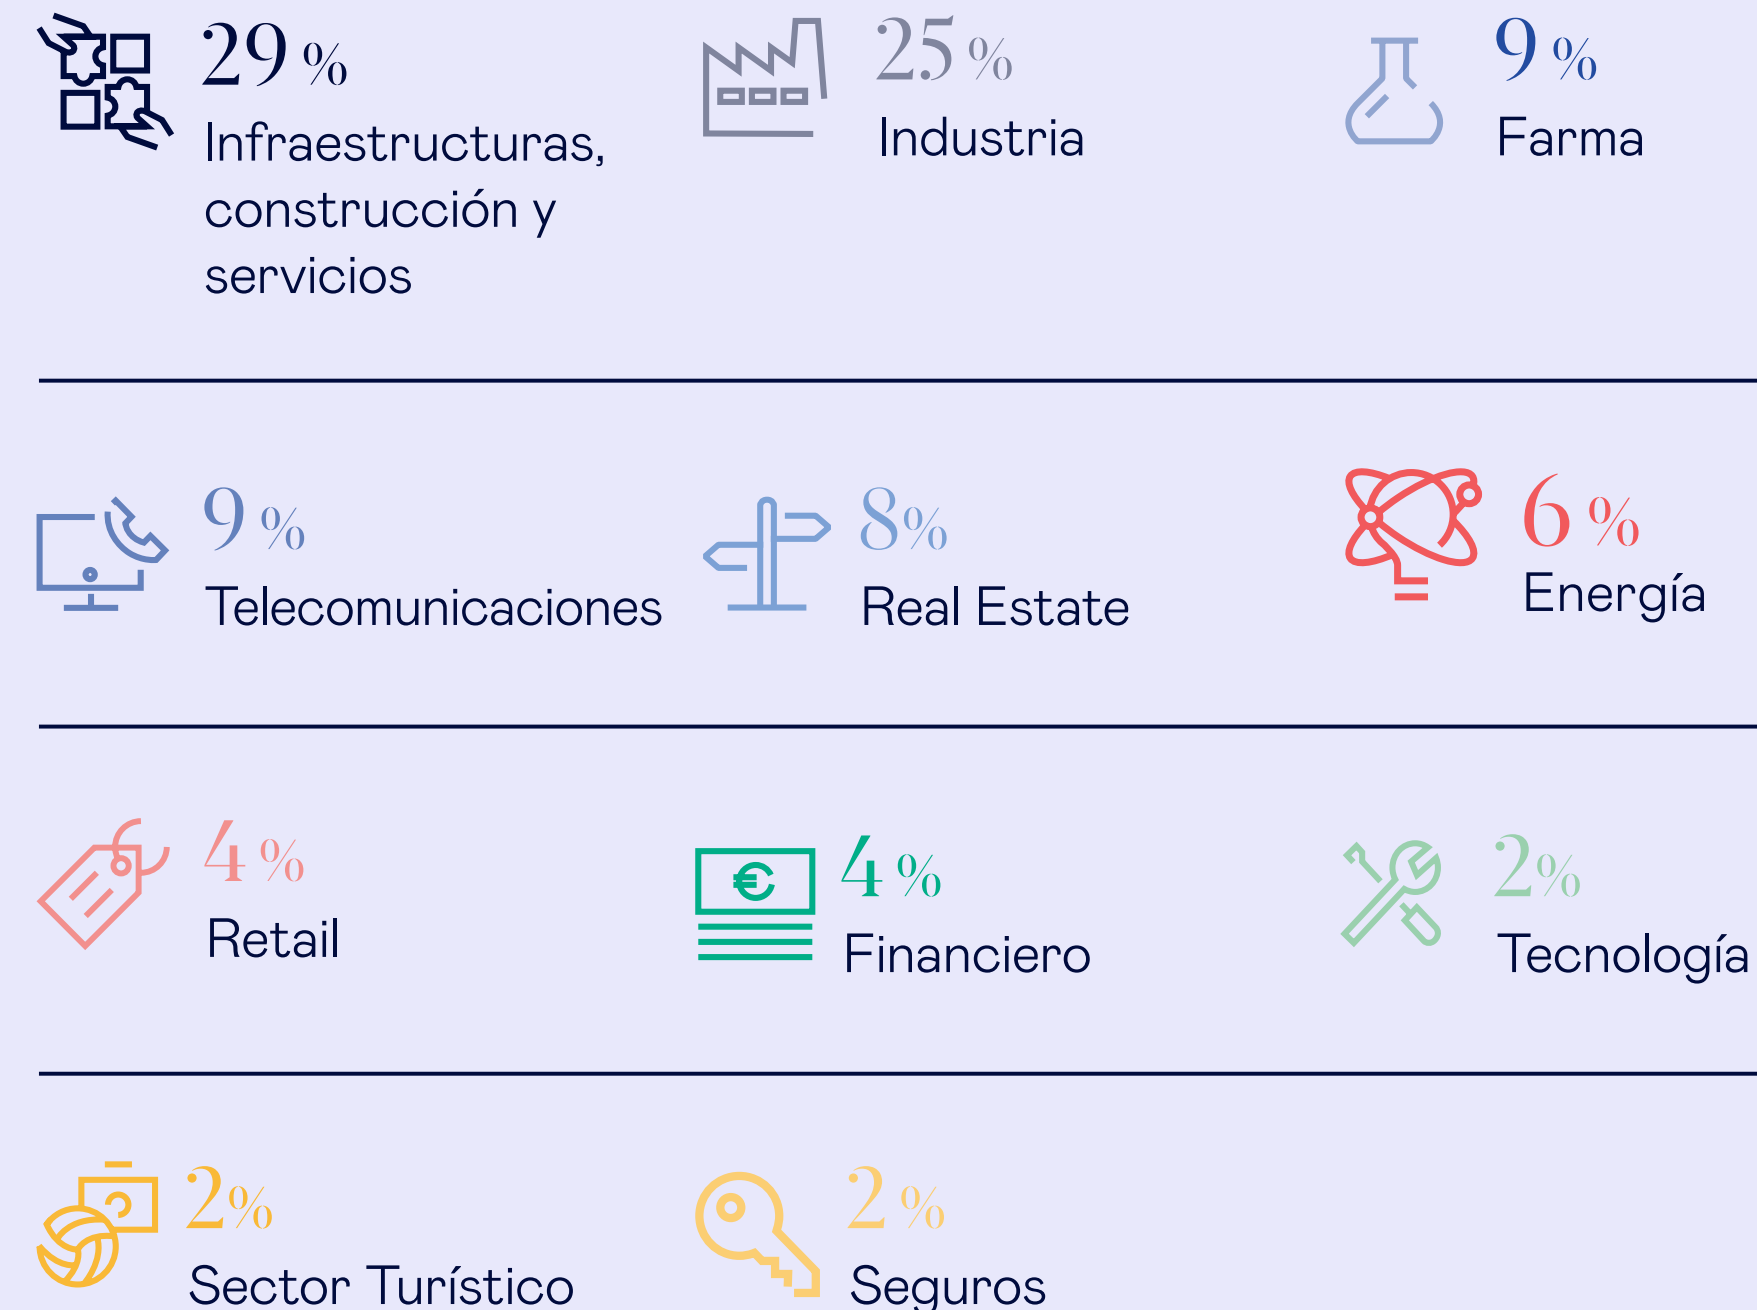 29 %
Infraestructuras,
construcción y
servicios
25 %
Industria
9 %
Farma
9 %
Telecomunicaciones
8%
Real Estate
6 %
Energía
4 %
Retail
€
4 %
Financiero
2%
Tecnología
2%
Sector Turístico
2 %
Seguros